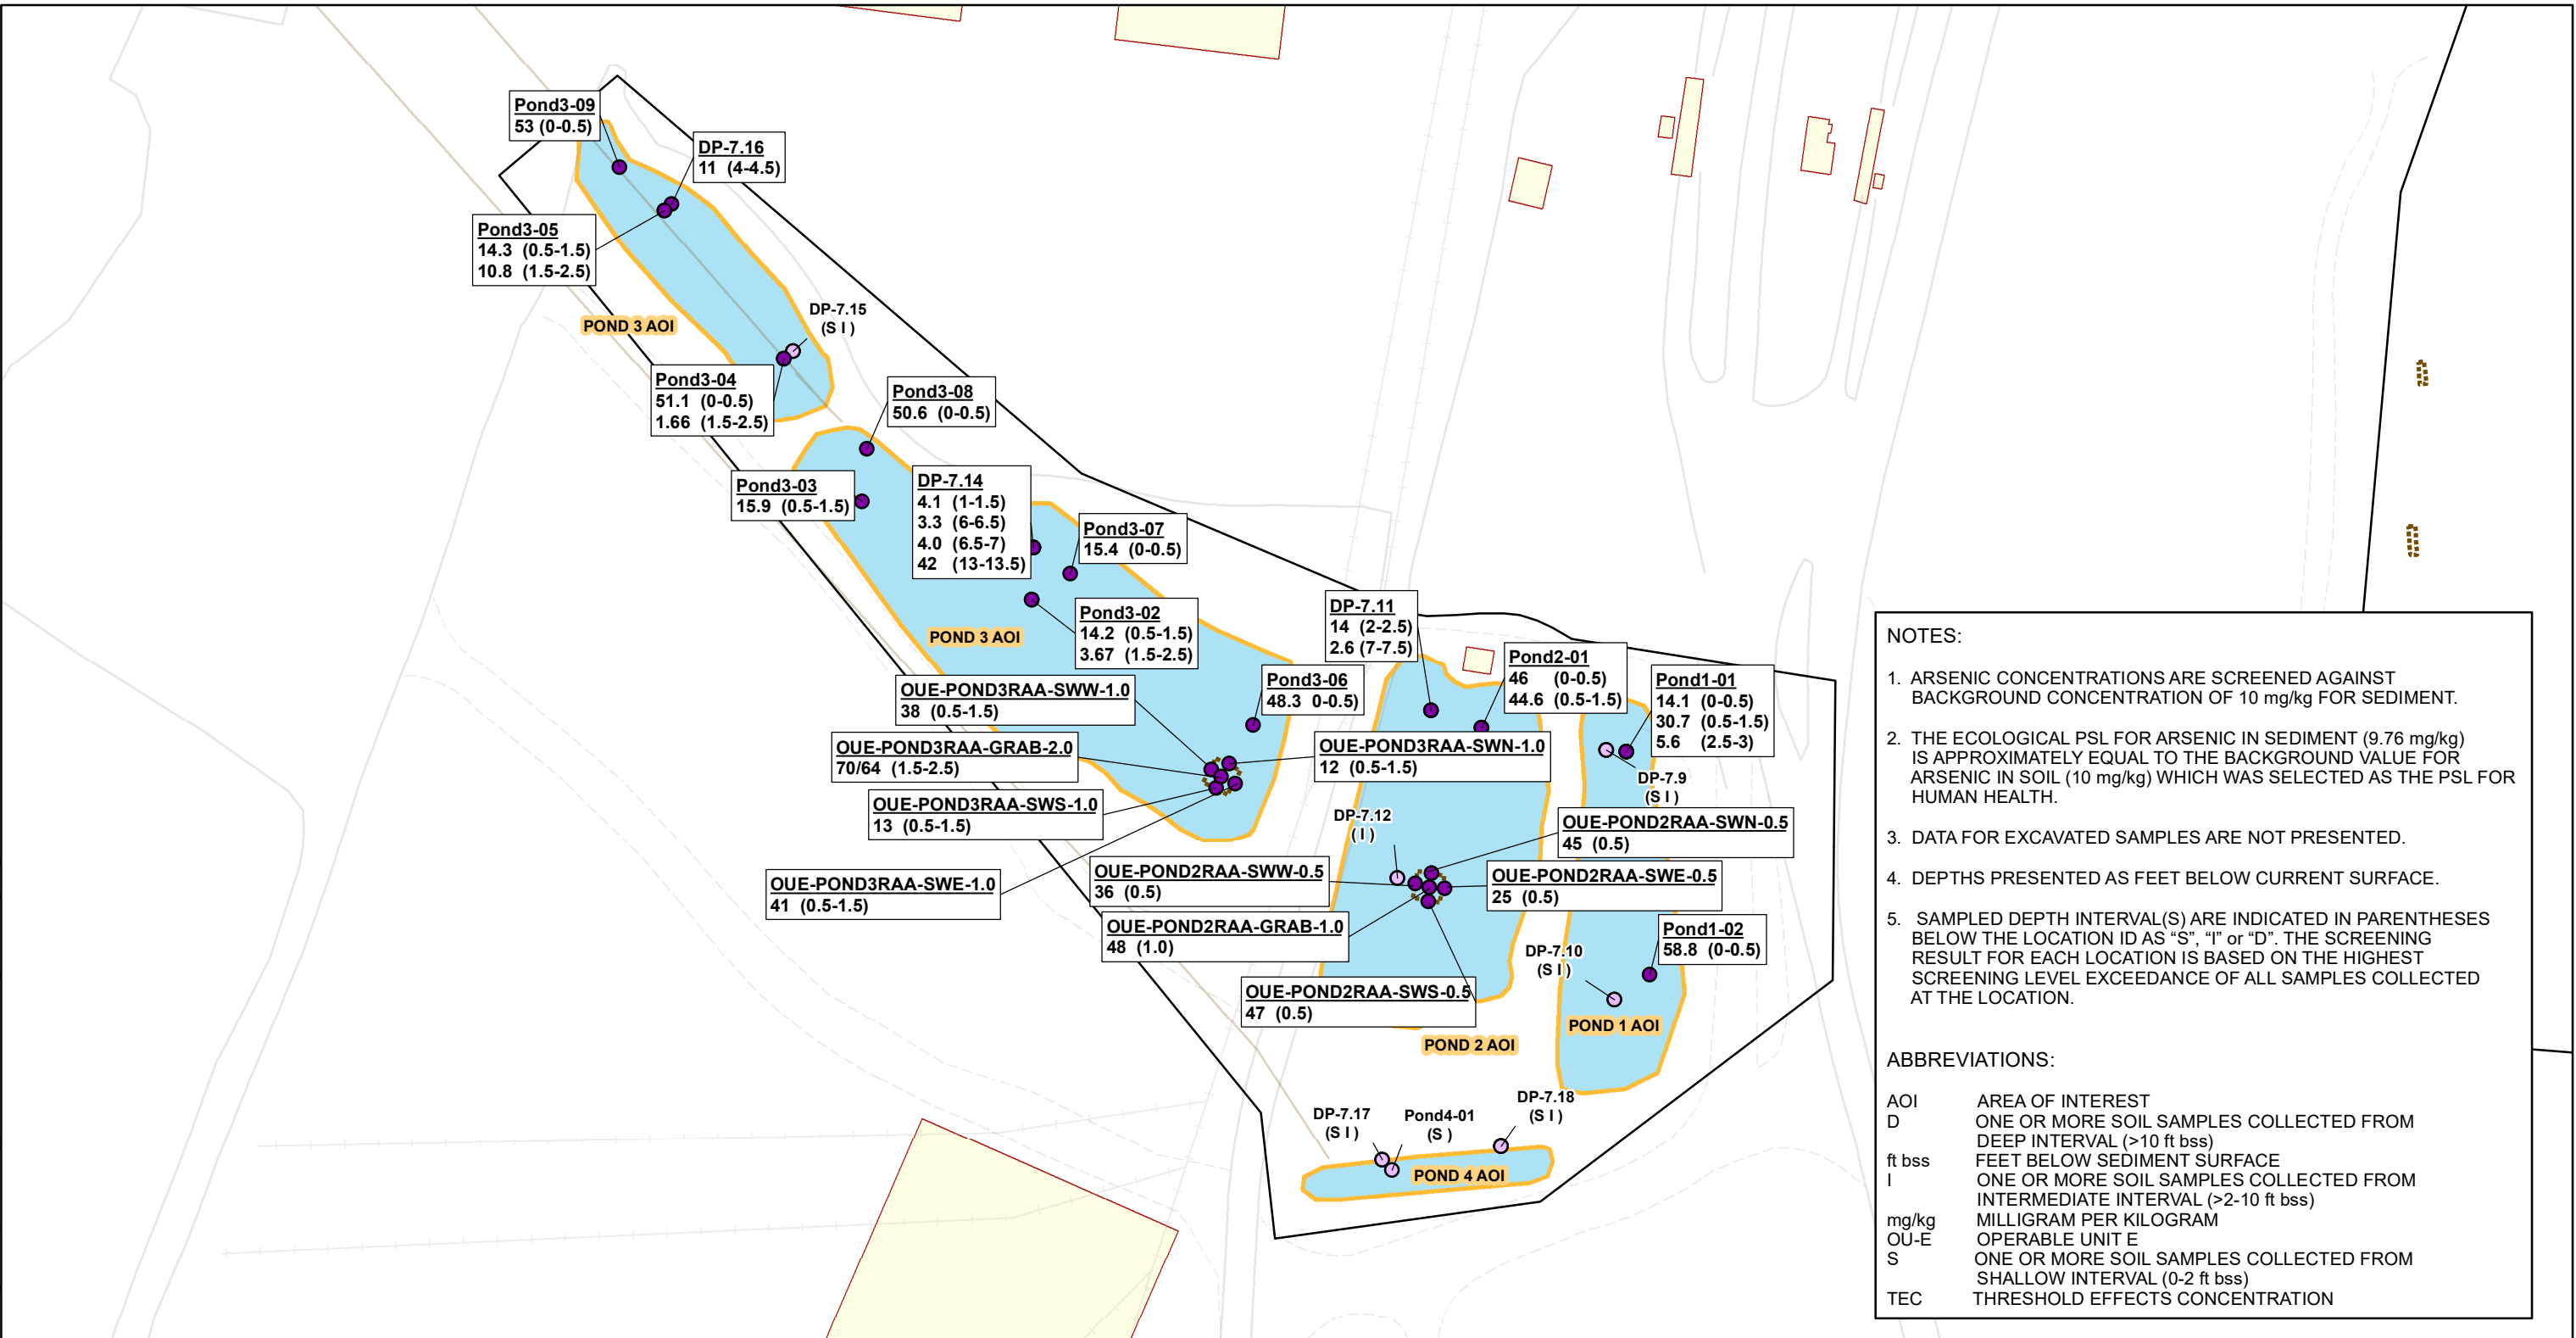 Pond3-09
53 (0-0.5)
DP-7.16
11 (4-4.5)
Pond3-05
14.3 (0.5-1.5)
10.8 (1.5-2.5)
POND 3 AOI
DP-7.15
(S I )
Pond3-04
51.1 (0-0.5)
1.66 (1.5-2.5)
Pond3-08
50.6 (0-0.5)
Pond3-03
15.9 (0.5-1.5)
DP-7.14
4.1 (1-1.5)
3.3 (6-6.5)
4.0 (6.5-7)
42 (13-13.5)
Pond3-07
15.4 (0-0.5)
Pond3-02
14.2 (0.5-1.5)
3.67 (1.5-2.5)
POND 3 AOI
DP-7.11
14 (2-2.5)
2.6 (7-7.5)
Pond2-01
46 (0-0.5)
44.6 (0.5-1.5)
Pond1-01
14.1 (0-0.5)
30.7 (0.5-1.5)
5.6 (2.5-3)
Pond3-06
48.3 0-0.5)
OUE-POND3RAA-SWW-1.0
38 (0.5-1.5)
OUE-POND3RAA-GRAB-2.0
70/64 (1.5-2.5)
OUE-POND3RAA-SWN-1.0
12 (0.5-1.5)
DP-7.9
(S I )
OUE-POND3RAA-SWS-1.0
13 (0.5-1.5)
DP-7.12
( I )
OUE-POND2RAA-SWN-0.5
45 (0.5)
OUE-POND3RAA-SWE-1.0
41 (0.5-1.5)
OUE-POND2RAA-SWW-0.5
36 (0.5)
OUE-POND2RAA-SWE-0.5
25 (0.5)
OUE-POND2RAA-GRAB-1.0
48 (1.0)
DP-7.10
(S I )
Pond1-02
58.8 (0-0.5)
OUE-POND2RAA-SWS-0.5
47 (0.5)
POND 1 AOI
POND 2 AOI
DP-7.17
(S I )
Pond4-01
(S )
DP-7.18
(S I )
POND 4 AOI
NOTES:
1. ARSENIC CONCENTRATIONS ARE SCREENED AGAINST
BACKGROUND CONCENTRATION OF 10 mg/kg FOR SEDIMENT.
2. THE ECOLOGICAL PSL FOR ARSENIC IN SEDIMENT (9.76 mg/kg)
IS APPROXIMATELY EQUAL TO THE BACKGROUND VALUE FOR
ARSENIC IN SOIL (10 mg/kg) WHICH WAS SELECTED AS THE PSL FOR
HUMAN HEALTH.
3. DATA FOR EXCAVATED SAMPLES ARE NOT PRESENTED.
4. DEPTHS PRESENTED AS FEET BELOW CURRENT SURFACE.
5. SAMPLED DEPTH INTERVAL(S) ARE INDICATED IN PARENTHESES
BELOW THE LOCATION ID AS “S”, “I” or “D”. THE SCREENING
RESULT FOR EACH LOCATION IS BASED ON THE HIGHEST
SCREENING LEVEL EXCEEDANCE OF ALL SAMPLES COLLECTED
AT THE LOCATION.
ABBREVIATIONS:
AOI AREA OF INTEREST
D ONE OR MORE SOIL SAMPLES COLLECTED FROM
DEEP INTERVAL (>10 ft bss)
ft bss FEET BELOW SEDIMENT SURFACE
I ONE OR MORE SOIL SAMPLES COLLECTED FROM
INTERMEDIATE INTERVAL (>2-10 ft bss)
mg/kg MILLIGRAM PER KILOGRAM
OU-E OPERABLE UNIT E
S ONE OR MORE SOIL SAMPLES COLLECTED FROM
SHALLOW INTERVAL (0-2 ft bss)
TEC THRESHOLD EFFECTS CONCENTRATION